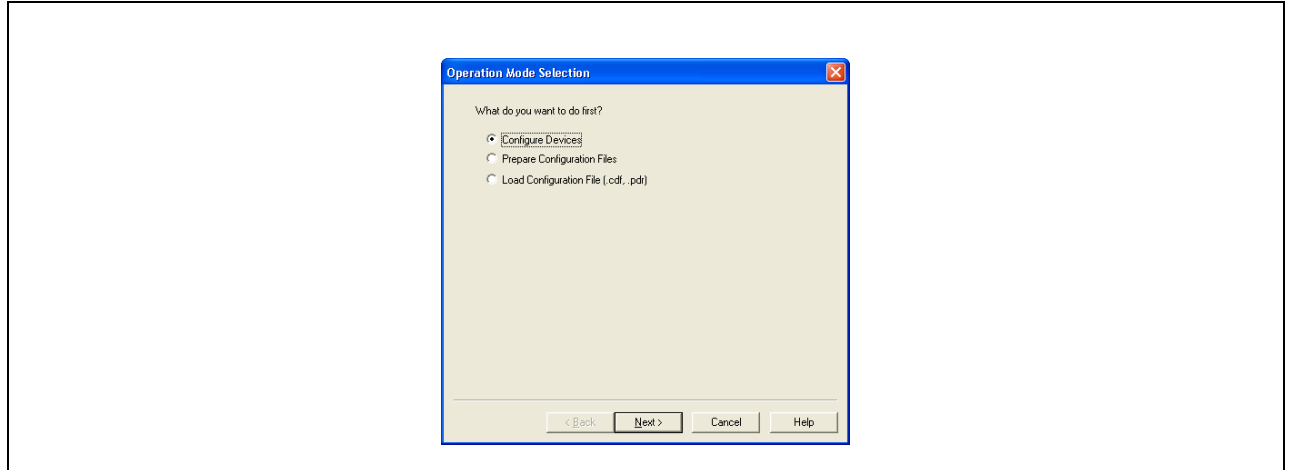 Operation Mode Selection
What do you want to do first?
Configure Devices
Prepare Configuration Files
Load Configuration File (.cdf, .pdr)
< Back Next > Cancel Help